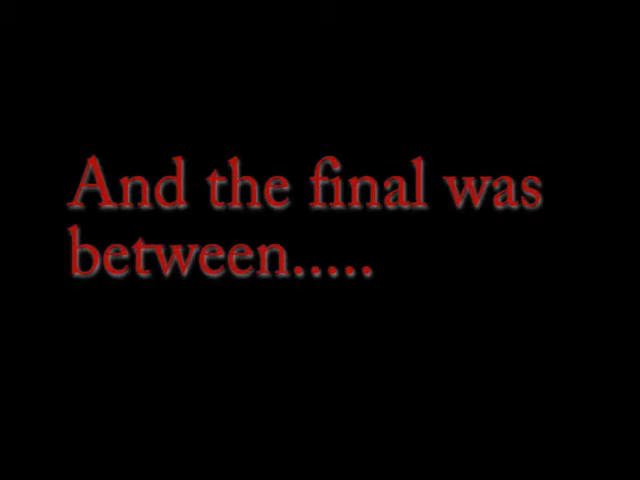 And the final was
between.....